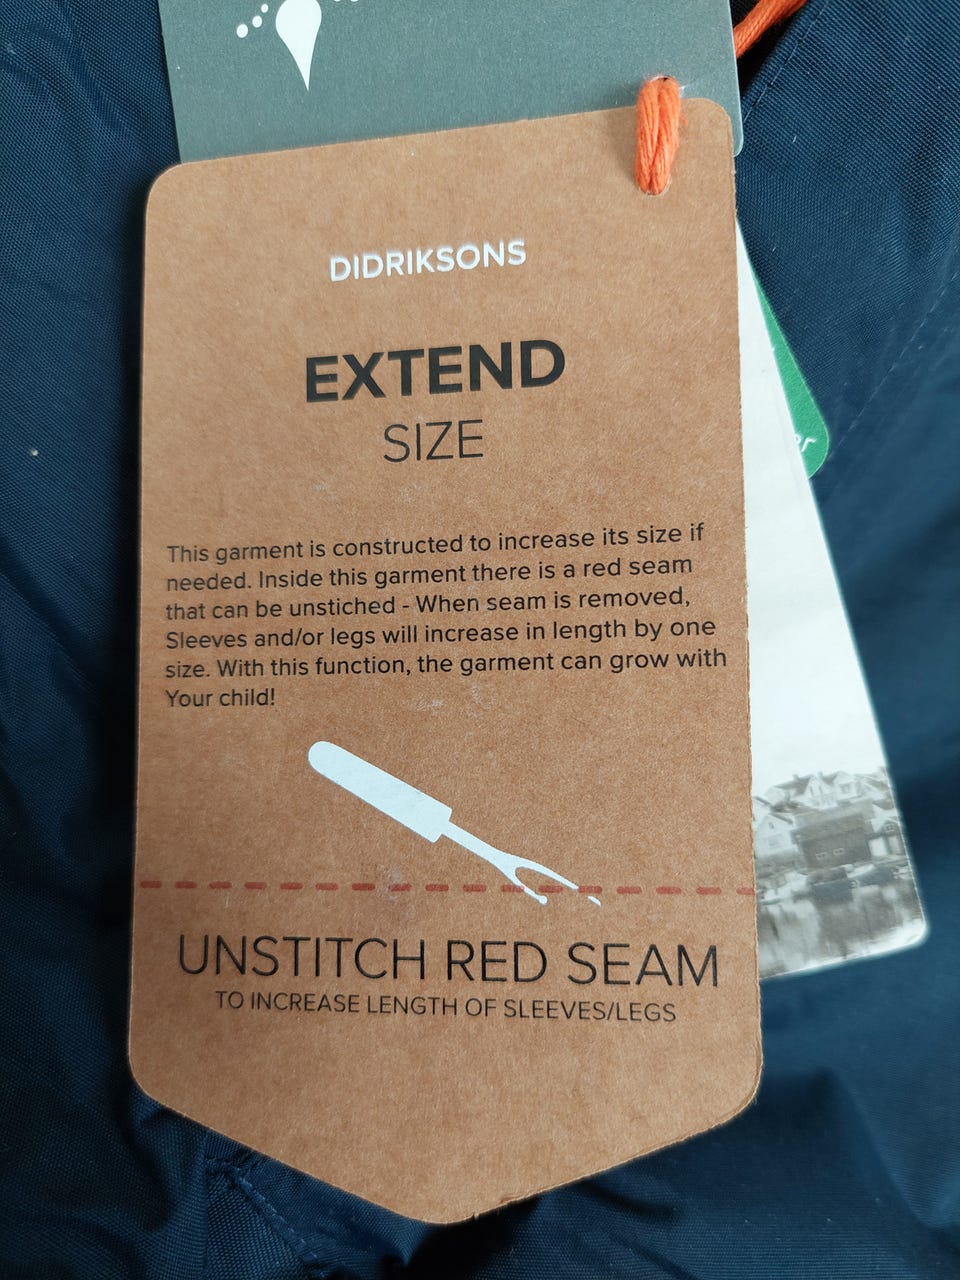 DIDRIKSONS
EXTEND
SIZE
This garment is constructed to increase its size if
needed. Inside this garment there is a red seam
that can be unstiched - When seam is removed,
Sleeves and/or legs will increase in length by one
size. With this function, the garment can grow with
Your child!
UNSTITCH RED SEAM
TO INCREASE LENGTH OF SLEEVES/LEGS